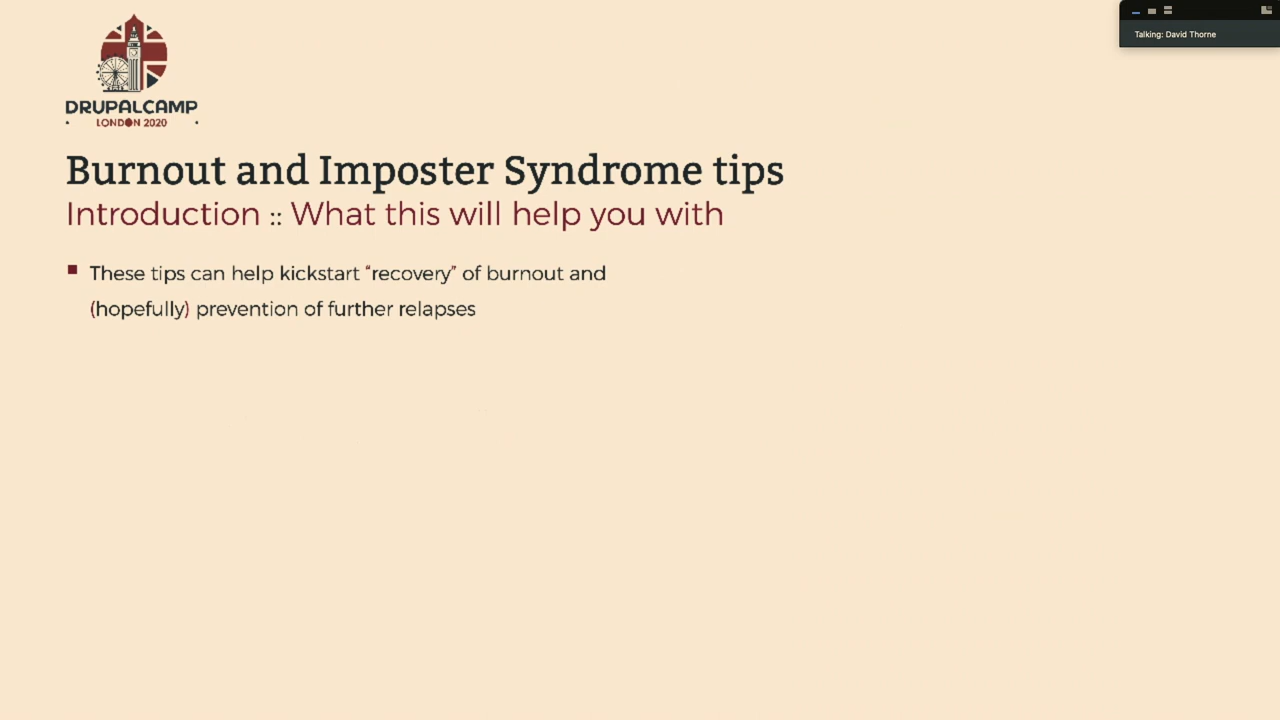 Talking: David Thorne
DRUPALCAMP
LONDON 2020
Burnout and Imposter Syndrome tips
Introduction :: What this will help you with
These tips can help kickstart “recovery” of burnout and
(hopefully) prevention of further relapses